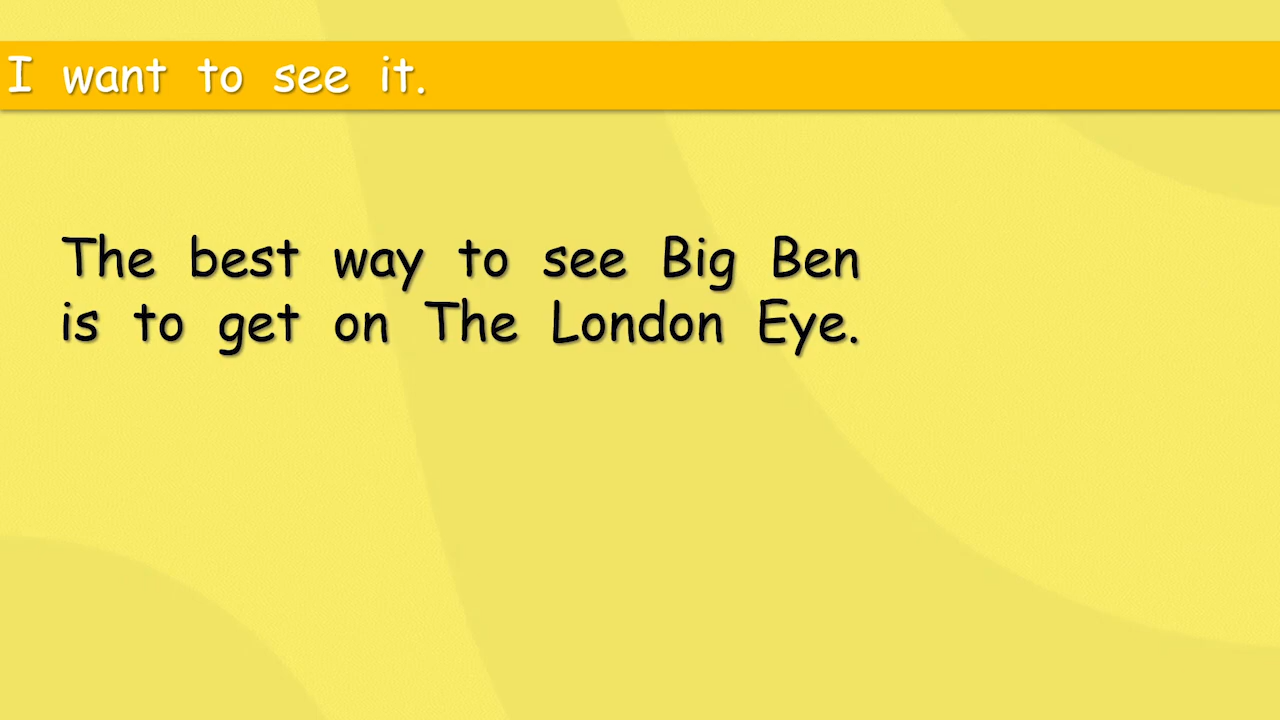 I want to see it.
The best way to see Big Ben
is to get on The London Eye.